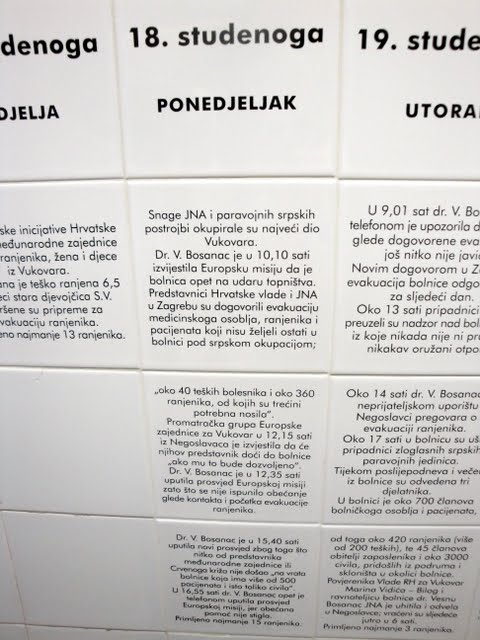 denoga
DJELJA
ske inicijative Hrvatske
međunarodne zajednice
ranjenika, žena i djece
iz Vukovara.
na je teško ranjena 6,5
eci stara djevojčica S.V.
ršene su pripreme za
vakuaciju ranjenika.
eno najmanje 13 ranjenika.
18. studenoga
PONEDJELJAK
Snage JNA i paravojnih srpskih
postrojbi okupirale su najveći dio
Vukovara.
Dr. V. Bosanac je u 10,10 sati
izvijestila Europsku misiju da je
bolnica opet na udaru topništva.
Predstavnici Hrvatske vlade i JNA
u Zagrebu su dogovorili evakuaciju
medicinskoga osoblja, ranjenika i
pacijenata koji nisu željeli ostati u
bolnici pod srpskom okupacijom;
„oko 40 teških bolesnika i oko 360
ranjenika, od kojih su trećini
potrebna nosila".
Promatračka grupa Europske
zajednice za Vukovar u 12,15 sati
iz Negoslavaca je izvjestila da će
njihov predstavnik doći do bolnice
„ako mu to bude dozvoljeno".
Dr. V. Bosanac je u 12,35 sati
uputila prosvjed Europskoj misiji
zato što se nije ispunilo obećanje
glede kontakta i početka evakuacije
ranjenika.
Dr. V. Bosanac je u 15,40 sati
uputila novi prosvjed zbog toga što
nitko od predstavnika
međunarodne zajednice ili
Crvenoga križa nije došao „na vrata
bolnice koja ima više od 500
pacijenata i isto toliko civila".
U 16,55 sati dr. V. Bosanac je opet
telefonom uputila prosvjed
Europskoj misiji, jer obećana
pomoć nije stigla.
Primljeno najmanje 15 ranjenika.
19. stude
UTORA
U 9,01 sat dr. V. Bo
telefonom je upozorila d
glede dogovorene eva
još nitko nije javi
Novim dogovorom u Z
evakuacija bolnice odgo
za sljedeći dan.
Oko 13 sati pripadnici
preuzeli su nadzor nad bol
iz koje nikada nije ni pr
nikakav oružani otpo
Oko 14 sati dr. V. Bosanac
neprijateljskom uporištu
Negoslavci pregovara o
evakuaciji ranjenika.
Oko 17 sati u bolnicu su uš
pripadnici zloglasnih srpskih
paravojnih jedinica.
Tijekom poslijepodneva i večer
iz bolnice su odvedena tri
djelatnika.
U bolnici je oko 700 članova
bolničkoga osoblja i pacijenata,
od toga oko 420 ranjenika (više
od 200 teških), te 45 članova
obitelji zaposlenika i oko 3000
civila, pridošlih iz podruma i
skloništa u okolici bolnice.
Povjerenika Vlade RH za Vukovar
Marina Vidića – Bilog i
ravnateljicu bolnice dr. Vesnu
Bosanac JNA je uhitila i odvela
u Negoslavce; vraćeni su sljedeće
jutro u 6 sati.
Primljeno najmanje 3 ranjenika.